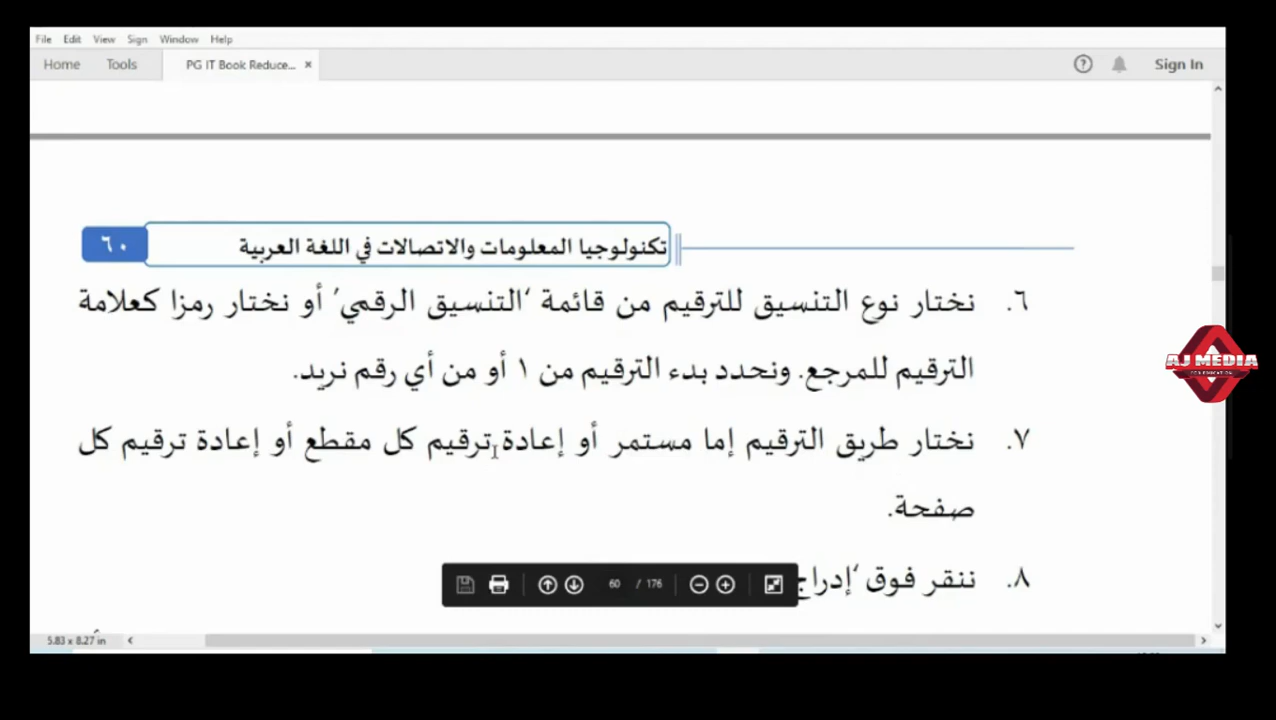 File Edit View Sign Window Help
Home Tools PG IT Book Reduce... × Sign In
تكنولوجيا المعلومات والاتصالات في اللغة العربية ٦٠
٦. نختار نوع التنسيق للترقيم من قائمة ‘التنسيق الرقمي’ أو نختار رمزا كعلامة
الترقيم للمرجع. ونحدد بدء الترقيم من ١ أو من أي رقم نريد.
AJ MEDIA
٧. نختار طريق الترقيم إما مستمر أو إعادة ترقيم كل مقطع أو إعادة ترقيم كل
صفحة.
٨. ننقر فوق ‘إدراج
60 / 176
5.83 x 8.27 in